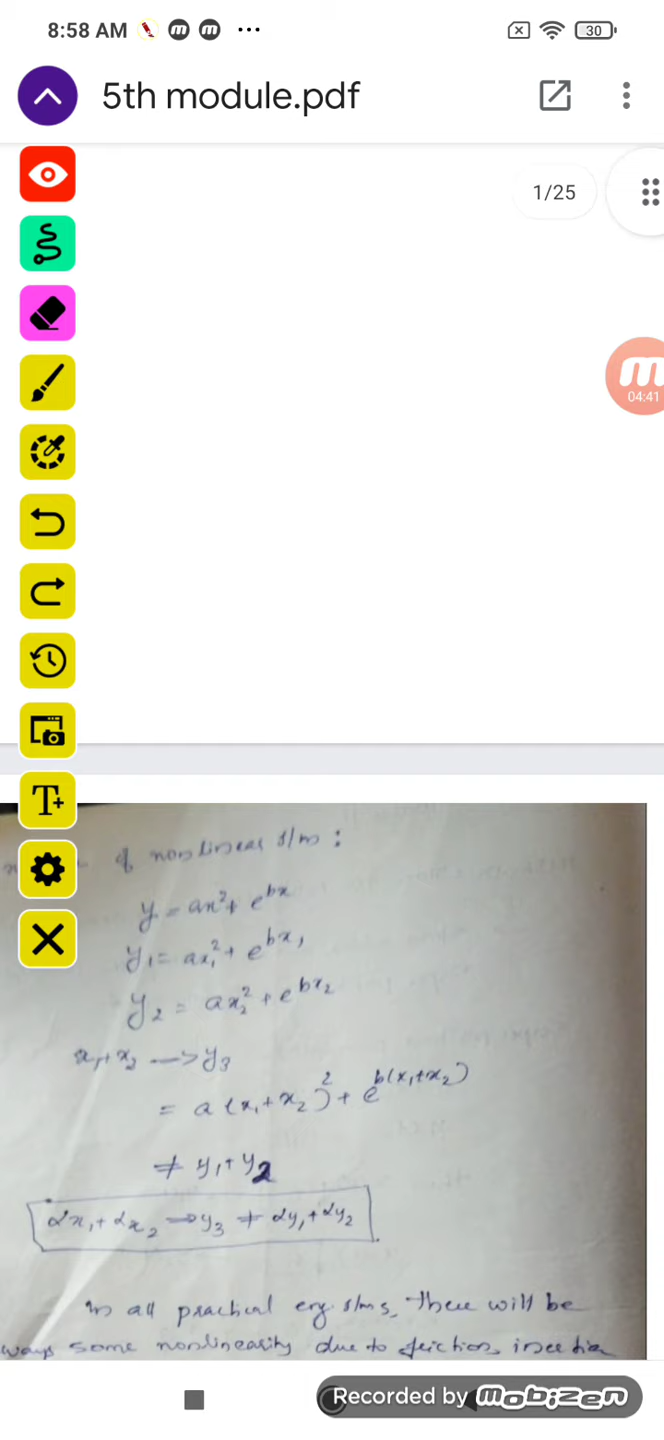 8:58 AM
30
5th module.pdf
1/25
04:41
T+
of nonlinear s/ms :
y = ax² + e^bx
y₁ = ax₁² + e^bx₁
y₂ = ax₂² + e^bx₂
x₁+x₂ → y₃
= a(x₁+x₂)² + e^b(x₁+x₂)
≠ y₁+y₂
αx₁+αx₂ → y₃ ≠ αy₁+αy₂
In all practical eng. s/ms, There will be
ways some nonlinearity due to friction, inertia
Recorded by mobizen